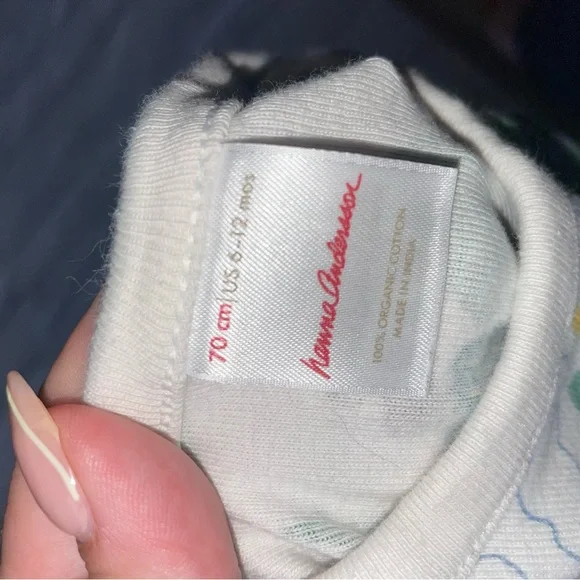 70 cm|US 6-12 mos
hanna andersson
100% ORGANIC COTTON
MADE IN INDIA